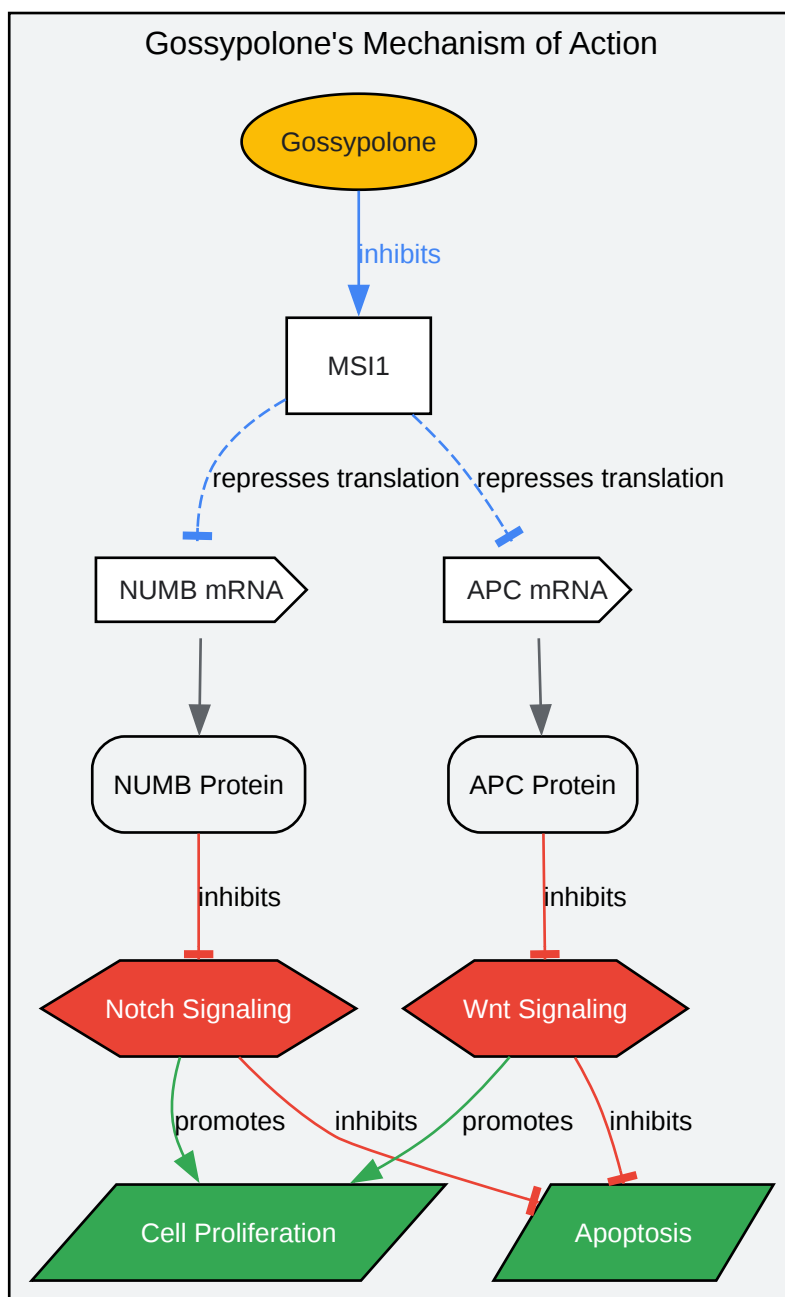 Gossypolone's Mechanism of Action
Gossypolone
inhibits
MSI1
represses translation
represses translation
NUMB mRNA
APC mRNA
NUMB Protein
APC Protein
inhibits
inhibits
Notch Signaling
Wnt Signaling
promotes
inhibits
promotes
inhibits
Cell Proliferation
Apoptosis